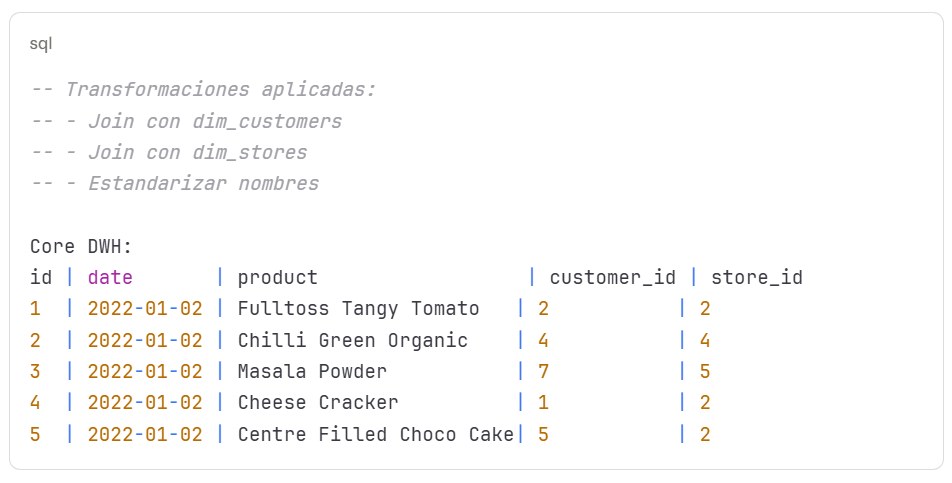 sql
-- Transformaciones aplicadas:
-- - Join con dim_customers
-- - Join con dim_stores
-- - Estandarizar nombres
Core DWH:
id | date       | product                  | customer_id | store_id
1  | 2022-01-02 | Fulltoss Tangy Tomato   | 2           | 2
2  | 2022-01-02 | Chilli Green Organic    | 4           | 4
3  | 2022-01-02 | Masala Powder           | 7           | 5
4  | 2022-01-02 | Cheese Cracker          | 1           | 2
5  | 2022-01-02 | Centre Filled Choco Cake| 5           | 2